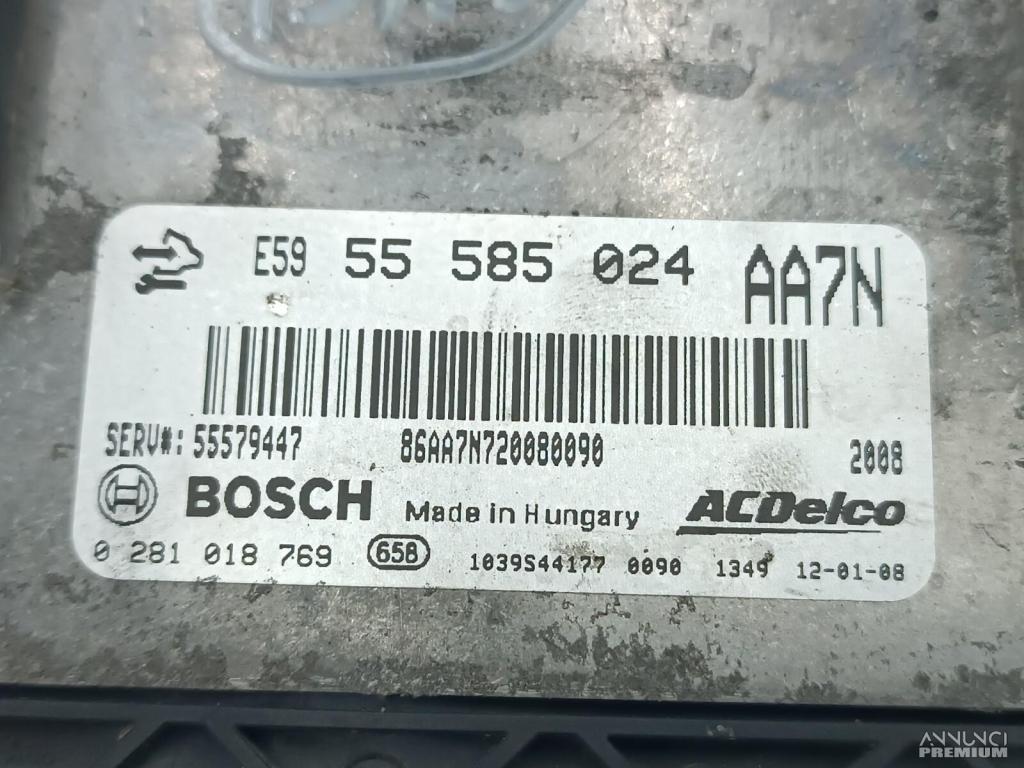 E59 55 585 024 AA7N
SERV#: 55579447 86AA7N720080090 2008
BOSCH Made in Hungary ACDelco
0 281 018 769 658 1039S44177 0090 1349 12-01-08
ANNUNCI
PREMIUM